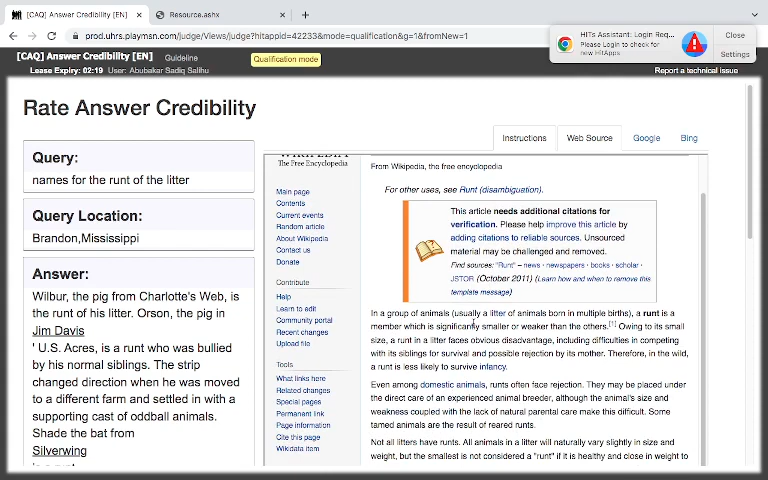 [CAQ] Answer Credibility [EN]
Resource.ashx
prod.uhrs.playmsn.com/judge/Views/judge?hitappid=42233&mode=qualification&g=1&fromNew=1
HITs Assistant: Login Req...
Please Login to check for
new HitApps
Close
Settings
[CAQ] Answer Credibility [EN]
Guideline
Qualification mode
Lease Expiry: 02:19 User: Abubakar Sadiq Salihu
Report a technical issue
Rate Answer Credibility
Instructions
Web Source
Google
Bing
Query:
names for the runt of the litter
Query Location:
Brandon,Mississippi
Answer:
Wilbur, the pig from Charlotte's Web, is
the runt of his litter. Orson, the pig in
Jim Davis
' U.S. Acres, is a runt who was bullied
by his normal siblings. The strip
changed direction when he was moved
to a different farm and settled in with a
supporting cast of oddball animals.
Shade the bat from
Silverwing
WIKIPEDIA
The Free Encyclopedia
Main page
Contents
Current events
Random article
About Wikipedia
Contact us
Donate
Contribute
Help
Learn to edit
Community portal
Recent changes
Upload file
Tools
What links here
Related changes
Special pages
Permanent link
Page information
Cite this page
Wikidata item
From Wikipedia, the free encyclopedia
For other uses, see Runt (disambiguation).
This article needs additional citations for
verification. Please help improve this article by
adding citations to reliable sources. Unsourced
material may be challenged and removed.
Find sources: "Runt" – news · newspapers · books · scholar ·
JSTOR (October 2011) (Learn how and when to remove this
template message)
In a group of animals (usually a litter of animals born in multiple births), a runt is a
member which is significantly smaller or weaker than the others.[1] Owing to its small
size, a runt in a litter faces obvious disadvantage, including difficulties in competing
with its siblings for survival and possible rejection by its mother. Therefore, in the wild,
a runt is less likely to survive infancy.
Even among domestic animals, runts often face rejection. They may be placed under
the direct care of an experienced animal breeder, although the animal's size and
weakness coupled with the lack of natural parental care make this difficult. Some
tamed animals are the result of reared runts.
Not all litters have runts. All animals in a litter will naturally vary slightly in size and
weight, but the smallest is not considered a "runt" if it is healthy and close in weight to